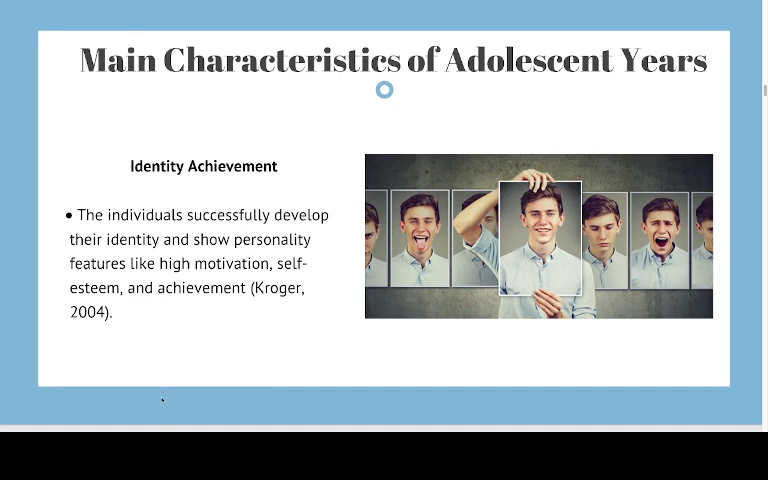 Main Characteristics of Adolescent Years
Identity Achievement
• The individuals successfully develop
their identity and show personality
features like high motivation, self-
esteem, and achievement (Kroger,
2004).